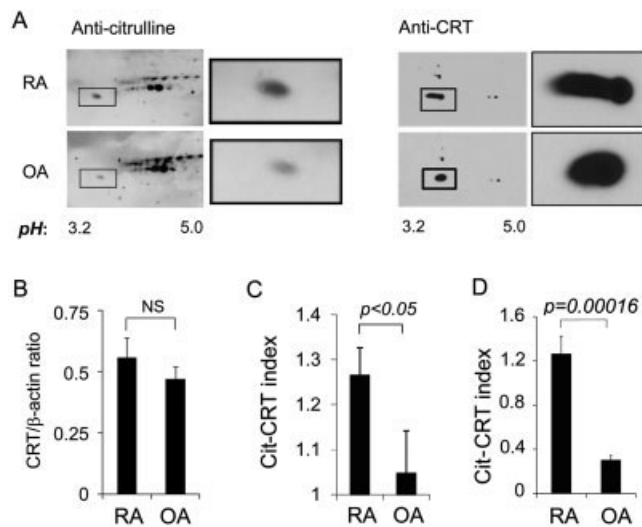 A
Anti-citrulline
Anti-CRT
RA
OA
pH: 3.2 5.0 3.2 5.0
B
CRT/β-actin ratio
0.75
0.5
0.25
0
NS
RA OA
C
Cit-CRT index
1.4
1.3
1.2
1.1
1
p<0.05
RA OA
D
Cit-CRT index
1.6
1.2
0.8
0.4
0
p=0.00016
RA OA